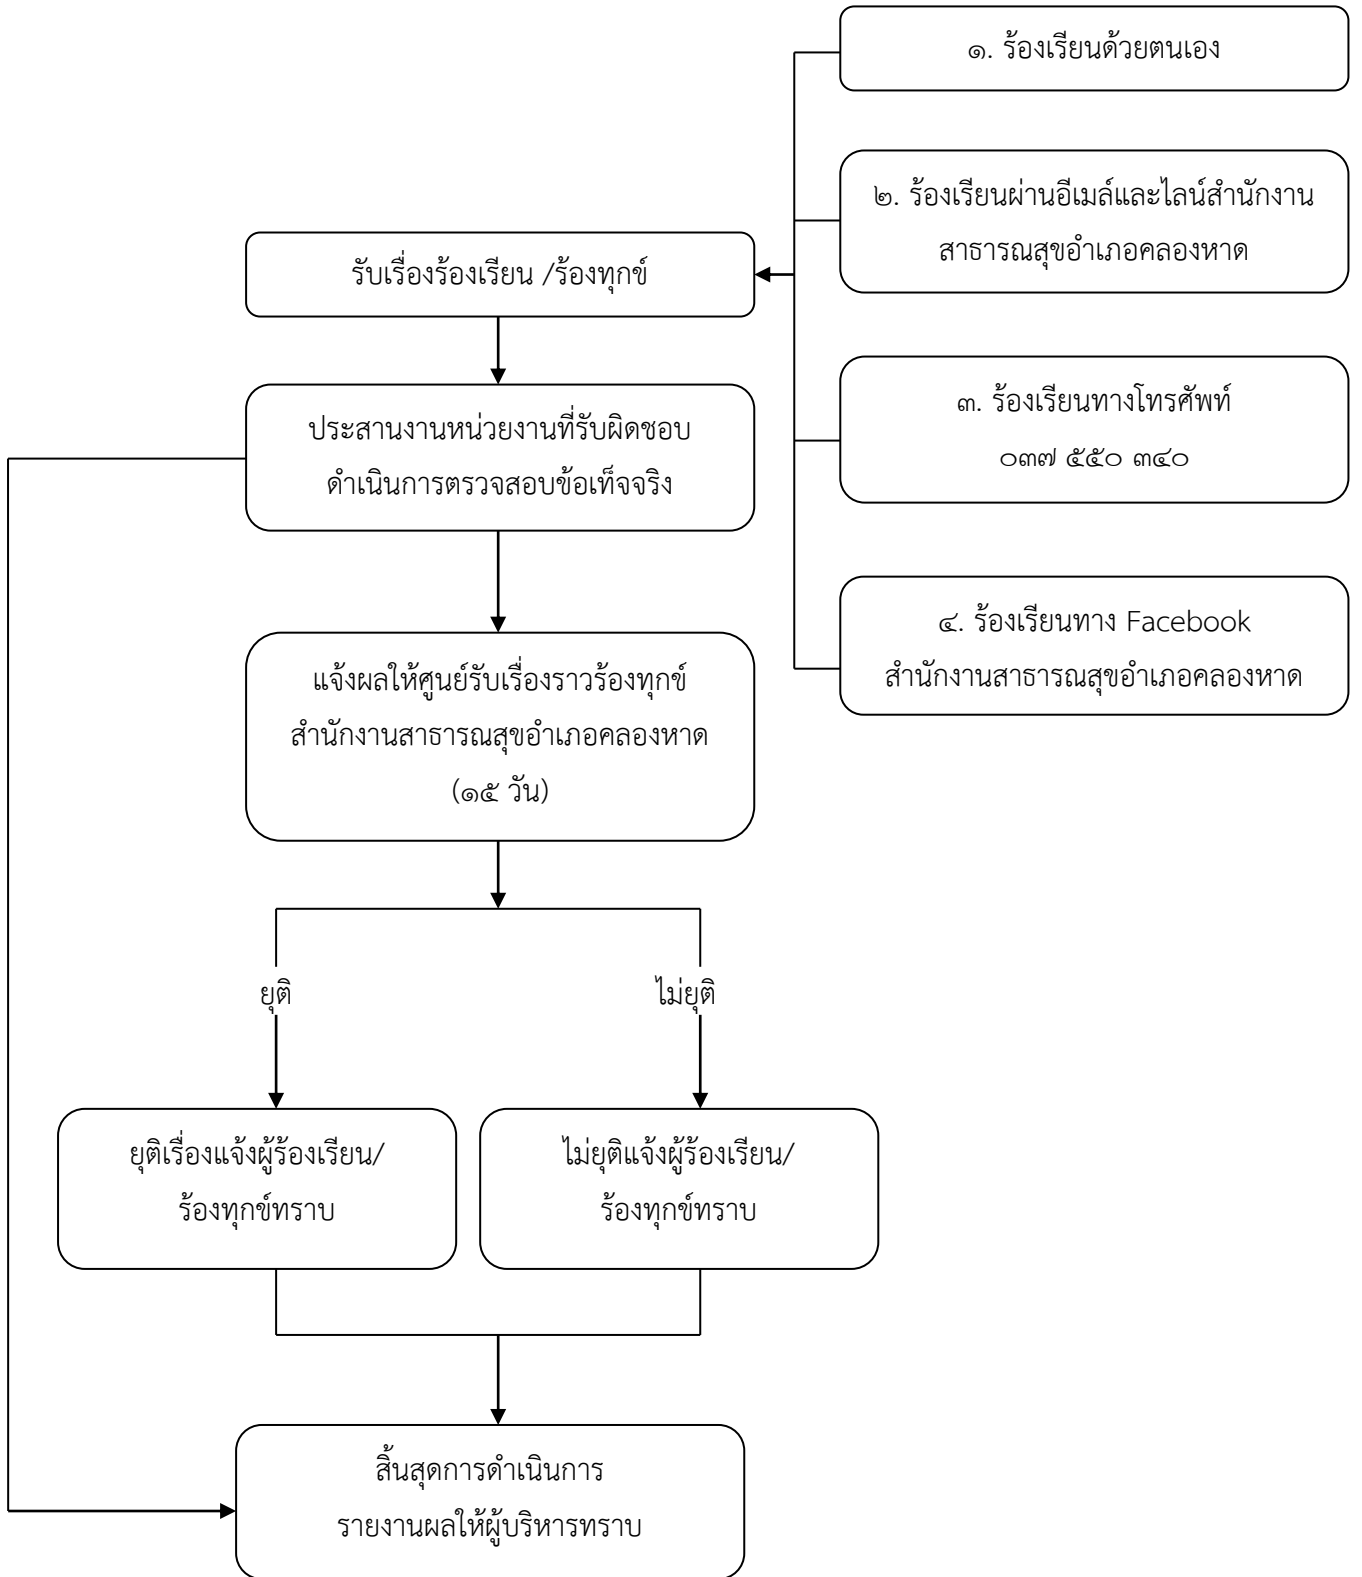 ๑. ร้องเรียนด้วยตนเอง
๒. ร้องเรียนผ่านอีเมล์และไลน์สำนักงาน
สาธารณสุขอำเภอคลองหาด
รับเรื่องร้องเรียน /ร้องทุกข์
๓. ร้องเรียนทางโทรศัพท์
๐๓๗ ๕๕๐ ๓๔๐
ประสานงานหน่วยงานที่รับผิดชอบ
ดำเนินการตรวจสอบข้อเท็จจริง
๔. ร้องเรียนทาง Facebook
สำนักงานสาธารณสุขอำเภอคลองหาด
แจ้งผลให้ศูนย์รับเรื่องราวร้องทุกข์
สำนักงานสาธารณสุขอำเภอคลองหาด
(๑๕ วัน)
ยุติ
ไม่ยุติ
ยุติเรื่องแจ้งผู้ร้องเรียน/
ร้องทุกข์ทราบ
ไม่ยุติแจ้งผู้ร้องเรียน/
ร้องทุกข์ทราบ
สิ้นสุดการดำเนินการ
รายงานผลให้ผู้บริหารทราบ